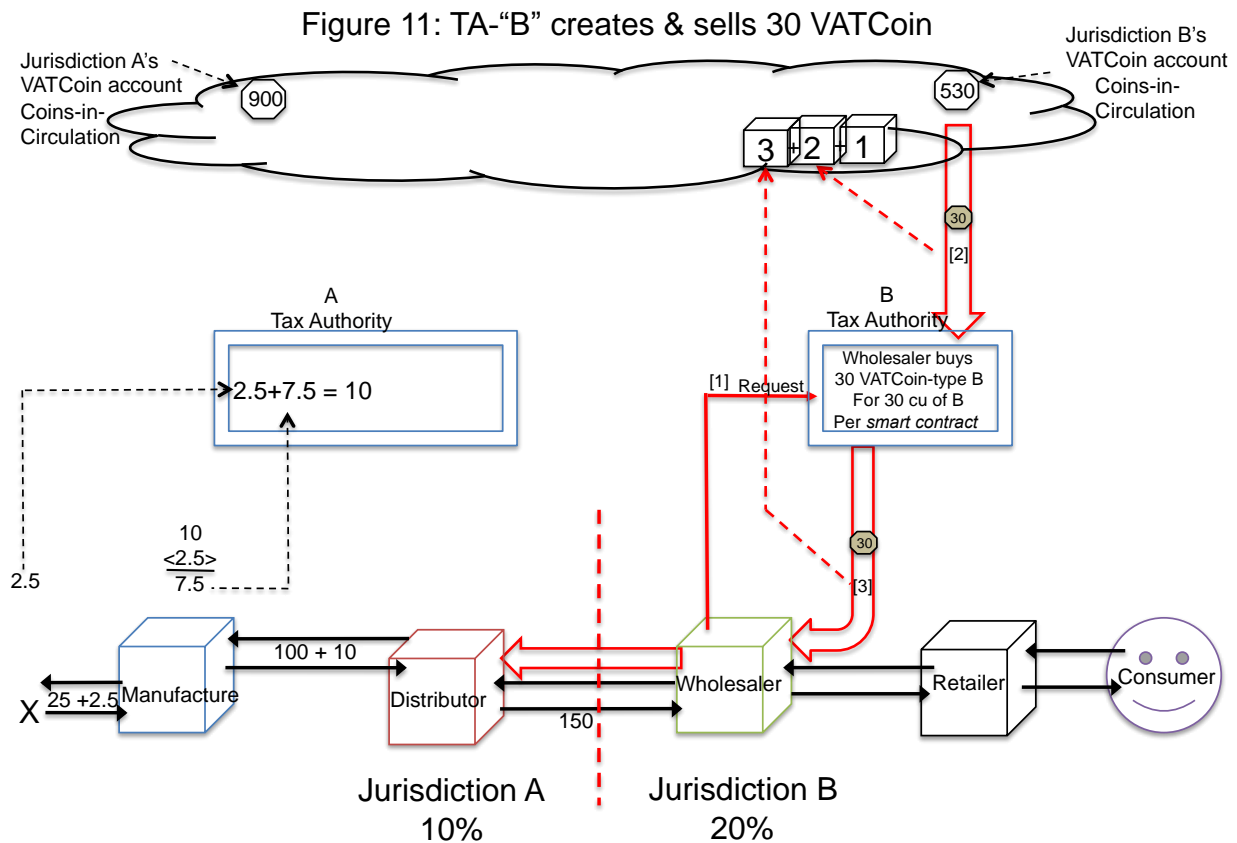 Figure 11: TA-“B” creates & sells 30 VATCoin
Jurisdiction A’s
VATCoin account
Coins-in-
Circulation
900
530
Jurisdiction B’s
VATCoin account
Coins-in-
Circulation
3 + 2 + 1
30
[2]
A
Tax Authority
2.5+7.5 = 10
B
Tax Authority
Wholesaler buys
30 VATCoin-type B
For 30 cu of B
Per smart contract
[1] Request
10
<2.5>
7.5
2.5
30
[3]
100 + 10
25 +2.5
X
Manufacture
Distributor
150
Wholesaler
Retailer
Consumer
Jurisdiction A
10%
Jurisdiction B
20%